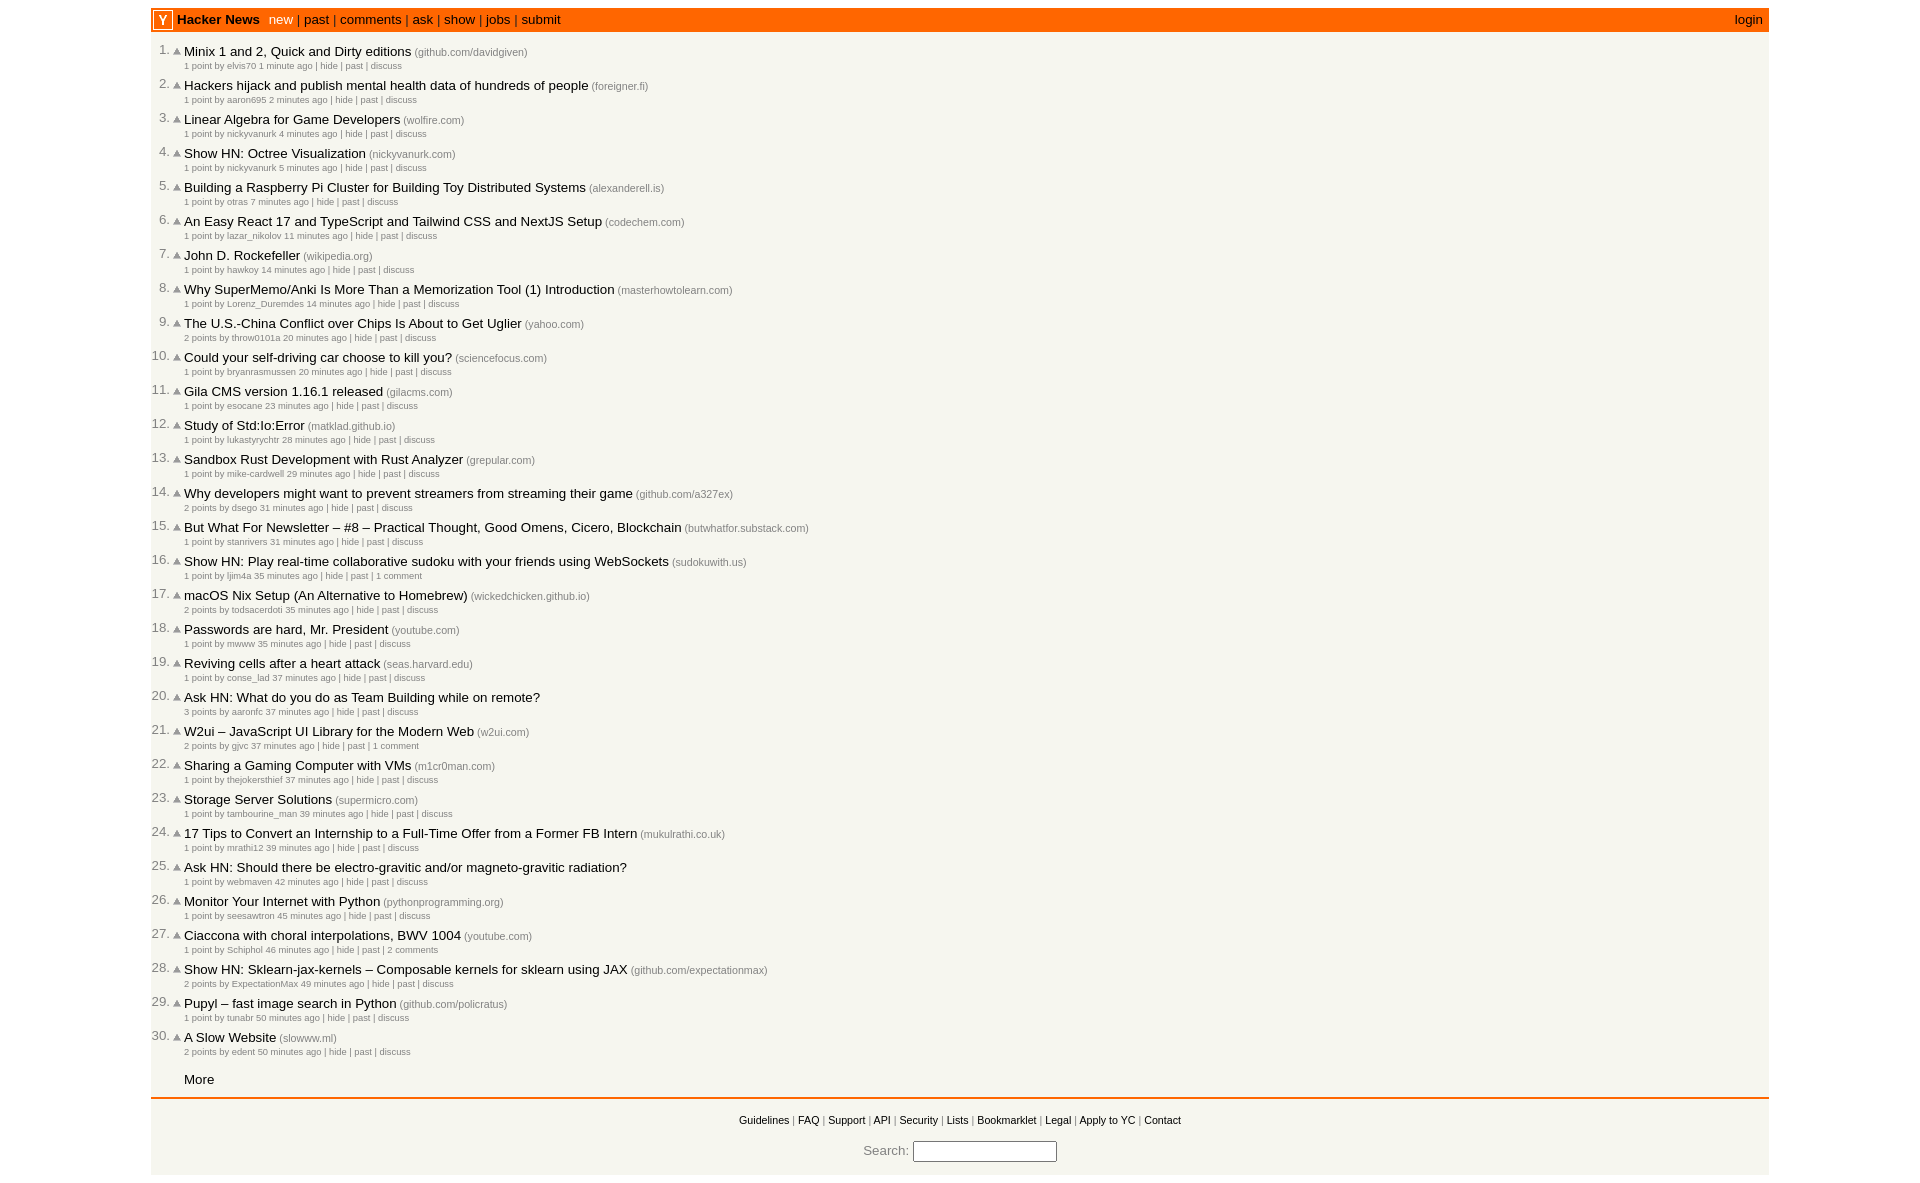 Y Hacker News new | past | comments | ask | show | jobs | submit login
1. Minix 1 and 2, Quick and Dirty editions (github.com/davidgiven)
1 point by elvis70 1 minute ago | hide | past | discuss
2. Hackers hijack and publish mental health data of hundreds of people (foreigner.fi)
1 point by aaron695 2 minutes ago | hide | past | discuss
3. Linear Algebra for Game Developers (wolfire.com)
1 point by nickyvanurk 4 minutes ago | hide | past | discuss
4. Show HN: Octree Visualization (nickyvanurk.com)
1 point by nickyvanurk 5 minutes ago | hide | past | discuss
5. Building a Raspberry Pi Cluster for Building Toy Distributed Systems (alexanderell.is)
1 point by otras 7 minutes ago | hide | past | discuss
6. An Easy React 17 and TypeScript and Tailwind CSS and NextJS Setup (codechem.com)
1 point by lazar_nikolov 11 minutes ago | hide | past | discuss
7. John D. Rockefeller (wikipedia.org)
1 point by hawkoy 14 minutes ago | hide | past | discuss
8. Why SuperMemo/Anki Is More Than a Memorization Tool (1) Introduction (masterhowtolearn.com)
1 point by Lorenz_Duremdes 14 minutes ago | hide | past | discuss
9. The U.S.-China Conflict over Chips Is About to Get Uglier (yahoo.com)
2 points by throw0101a 20 minutes ago | hide | past | discuss
10. Could your self-driving car choose to kill you? (sciencefocus.com)
1 point by bryanrasmussen 20 minutes ago | hide | past | discuss
11. Gila CMS version 1.16.1 released (gilacms.com)
1 point by esocane 23 minutes ago | hide | past | discuss
12. Study of Std:Io:Error (matklad.github.io)
1 point by lukastyrychtr 28 minutes ago | hide | past | discuss
13. Sandbox Rust Development with Rust Analyzer (grepular.com)
1 point by mike-cardwell 29 minutes ago | hide | past | discuss
14. Why developers might want to prevent streamers from streaming their game (github.com/a327ex)
2 points by dsego 31 minutes ago | hide | past | discuss
15. But What For Newsletter – #8 – Practical Thought, Good Omens, Cicero, Blockchain (butwhatfor.substack.com)
1 point by stanrivers 31 minutes ago | hide | past | discuss
16. Show HN: Play real-time collaborative sudoku with your friends using WebSockets (sudokuwith.us)
1 point by ljim4a 35 minutes ago | hide | past | 1 comment
17. macOS Nix Setup (An Alternative to Homebrew) (wickedchicken.github.io)
2 points by todsacerdoti 35 minutes ago | hide | past | discuss
18. Passwords are hard, Mr. President (youtube.com)
1 point by mwww 35 minutes ago | hide | past | discuss
19. Reviving cells after a heart attack (seas.harvard.edu)
1 point by conse_lad 37 minutes ago | hide | past | discuss
20. Ask HN: What do you do as Team Building while on remote?
3 points by aaronfc 37 minutes ago | hide | past | discuss
21. W2ui – JavaScript UI Library for the Modern Web (w2ui.com)
2 points by gjvc 37 minutes ago | hide | past | 1 comment
22. Sharing a Gaming Computer with VMs (m1cr0man.com)
1 point by thejokersthief 37 minutes ago | hide | past | discuss
23. Storage Server Solutions (supermicro.com)
1 point by tambourine_man 39 minutes ago | hide | past | discuss
24. 17 Tips to Convert an Internship to a Full-Time Offer from a Former FB Intern (mukulrathi.co.uk)
1 point by mrathi12 39 minutes ago | hide | past | discuss
25. Ask HN: Should there be electro-gravitic and/or magneto-gravitic radiation?
1 point by webmaven 42 minutes ago | hide | past | discuss
26. Monitor Your Internet with Python (pythonprogramming.org)
1 point by seesawtron 45 minutes ago | hide | past | discuss
27. Ciaccona with choral interpolations, BWV 1004 (youtube.com)
1 point by Schiphol 46 minutes ago | hide | past | 2 comments
28. Show HN: Sklearn-jax-kernels – Composable kernels for sklearn using JAX (github.com/expectationmax)
2 points by ExpectationMax 49 minutes ago | hide | past | discuss
29. Pupyl – fast image search in Python (github.com/policratus)
1 point by tunabr 50 minutes ago | hide | past | discuss
30. A Slow Website (slowww.ml)
2 points by edent 50 minutes ago | hide | past | discuss
More
Guidelines | FAQ | Support | API | Security | Lists | Bookmarklet | Legal | Apply to YC | Contact
Search: